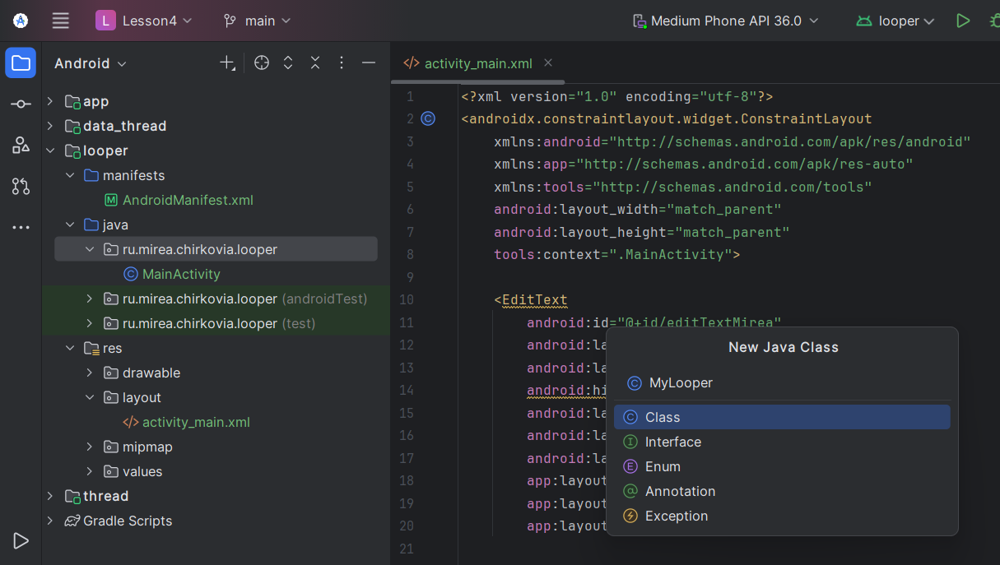 L Lesson4 main Medium Phone API 36.0 looper
Android
activity_main.xml
app
data_thread
looper
manifests
M AndroidManifest.xml
java
ru.mirea.chirkovia.looper
C MainActivity
ru.mirea.chirkovia.looper (androidTest)
ru.mirea.chirkovia.looper (test)
res
drawable
layout
</> activity_main.xml
mipmap
values
thread
Gradle Scripts
1 <?xml version="1.0" encoding="utf-8"?>
2 C <androidx.constraintlayout.widget.ConstraintLayout
3 xmlns:android="http://schemas.android.com/apk/res/android"
4 xmlns:app="http://schemas.android.com/apk/res-auto"
5 xmlns:tools="http://schemas.android.com/tools"
6 android:layout_width="match_parent"
7 android:layout_height="match_parent"
8 tools:context=".MainActivity">
9
10 <EditText
11 android:id="@+id/editTextMirea"
12 android:la
13 android:la
14 android:hi
15 android:la
16 android:la
17 android:la
18 app:layout
19 app:layout
20 app:layout
21
New Java Class
C MyLooper
C Class
I Interface
E Enum
@ Annotation
Exception